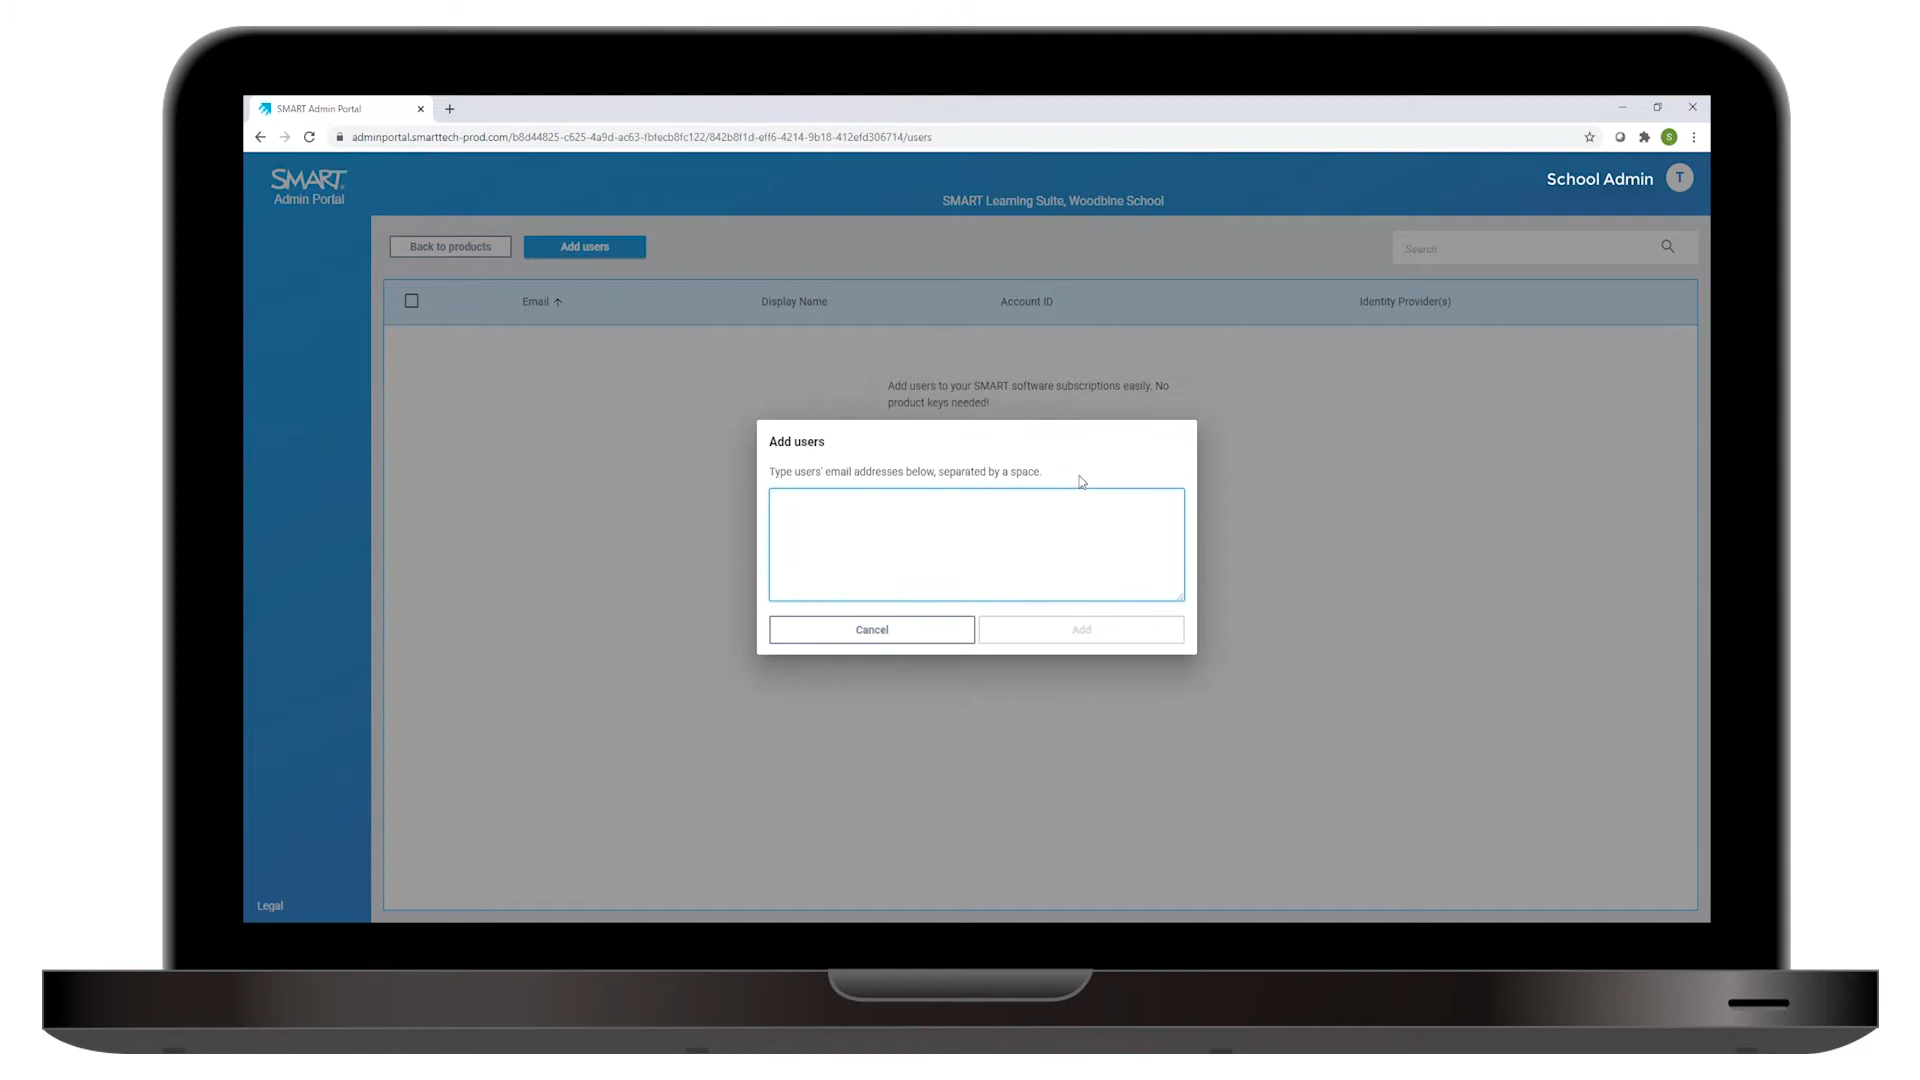 SMART Admin Portal
adminportal.smarttech-prod.com/b8d44825-c625-4a9d-ac63-fbfecb8fc122/842b8f1d-eff6-4214-9b18-412efd306714/users
S
SMART
Admin Portal
SMART Learning Suite, Woodbine School
School Admin
T
Back to products
Add users
Search
Email
Display Name
Account ID
Identity Provider(s)
Add users to your SMART software subscriptions easily. No
product keys needed!
Add users
Type users' email addresses below, separated by a space.
Cancel
Add
Legal